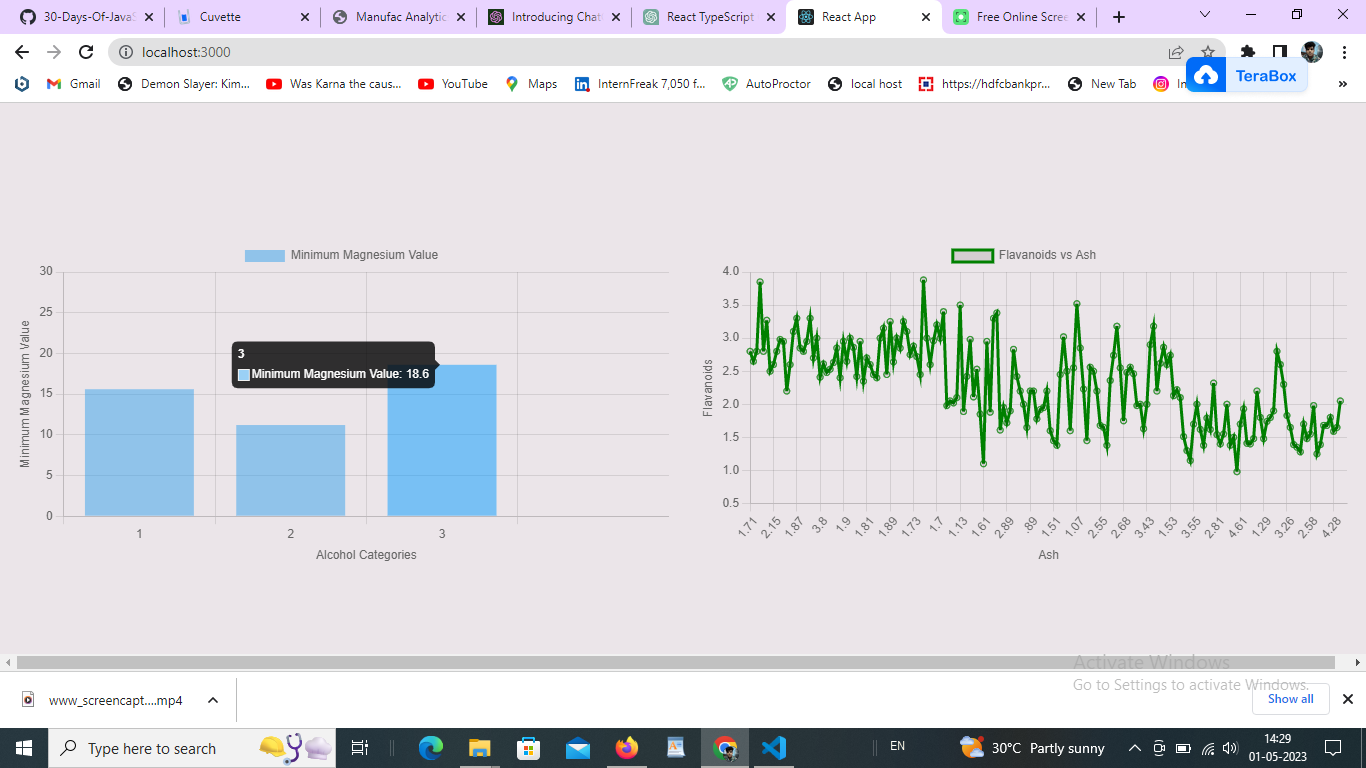 30-Days-Of-JavaS
Cuvette
Manufac Analytic
Introducing Chat
React TypeScript
React App
Free Online Scree
localhost:3000
Gmail
Demon Slayer: Kim...
Was Karna the caus...
YouTube
Maps
InternFreak 7,050 f...
AutoProctor
local host
https://hdfcbankpr...
New Tab
TeraBox
»
Minimum Magnesium Value
30
25
20
15
10
5
0
Minimum Magnesium Value
3
Minimum Magnesium Value: 18.6
1
2
3
Alcohol Categories
Flavanoids vs Ash
4.0
3.5
3.0
2.5
2.0
1.5
1.0
0.5
Flavanoids
1.71
2.15
1.87
3.8
1.9
1.81
1.89
1.73
1.7
1.13
1.61
2.89
.89
1.51
1.07
2.55
2.68
3.43
1.53
3.55
2.81
4.61
1.29
3.26
2.58
4.28
Ash
Activate Windows
Go to Settings to activate Windows.
www_screencapt....mp4
Show all
Type here to search
EN
30°C Partly sunny
14:29
01-05-2023